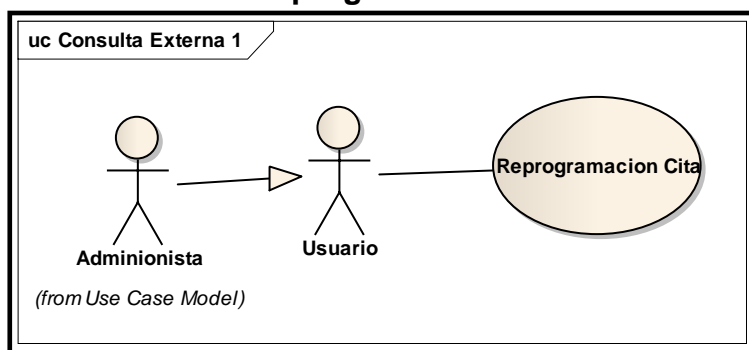 uc Consulta Externa 1
Reprogramacion Cita
Usuario
Adminionista
(from Use Case Model)